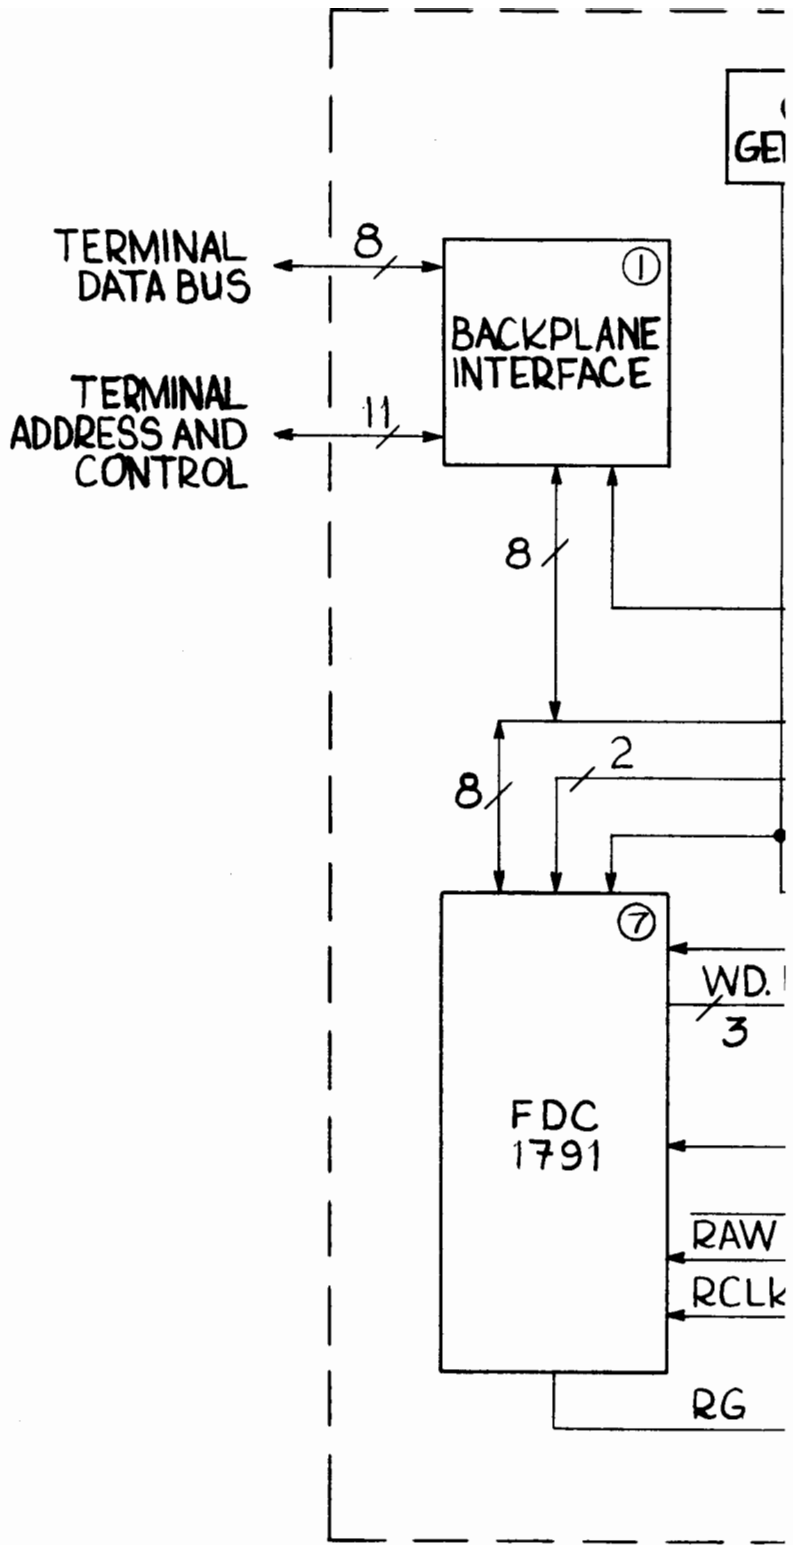 GE
8
TERMINAL
DATA BUS
1
BACKPLANE
INTERFACE
TERMINAL
ADDRESS AND
CONTROL
11
8
2
8
7
WD.
3
FDC
1791
RAW
RCLK
RG